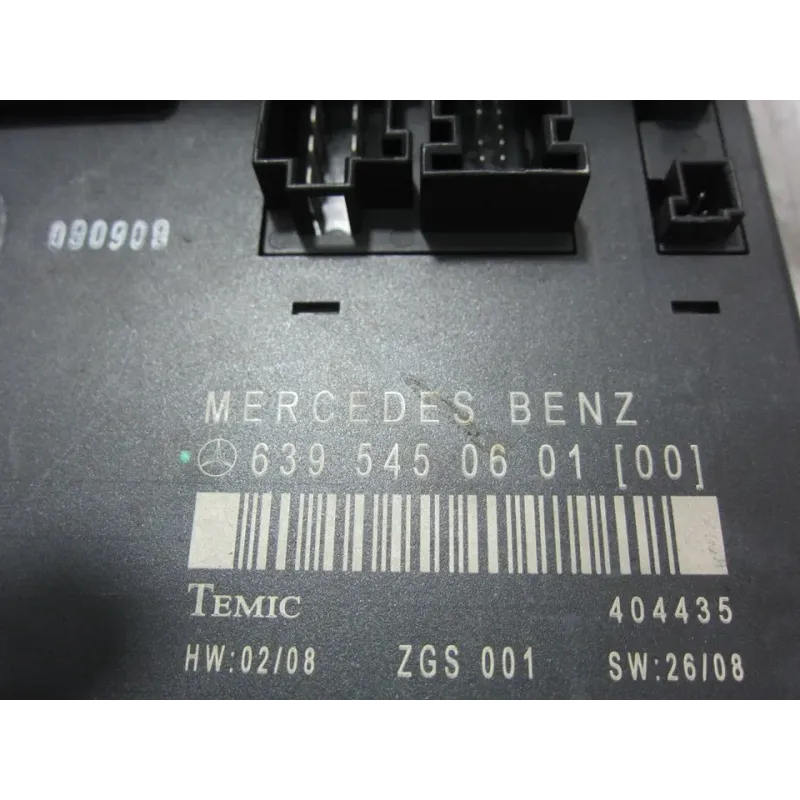 090909
MERCEDES BENZ
639 545 06 01 [00]
TEMIC 404435
HW:02/08 ZGS 001 SW:26/08